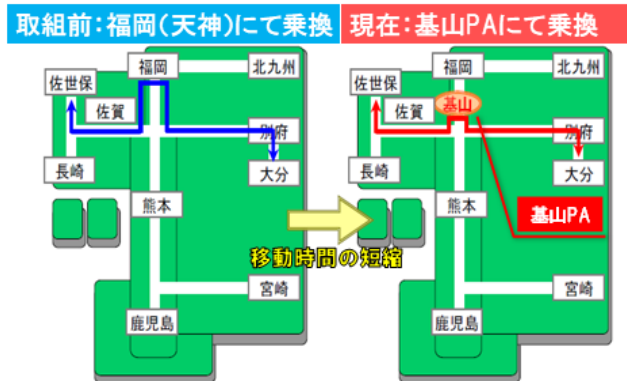 取組前:福岡(天神)にて乗換
現在:基山PAにて乗換
福岡
北九州
佐世保
佐賀
別府
長崎
大分
熊本
宮崎
鹿児島
移動時間の短縮
福岡
北九州
佐世保
佐賀
基山
別府
長崎
大分
熊本
基山PA
宮崎
鹿児島